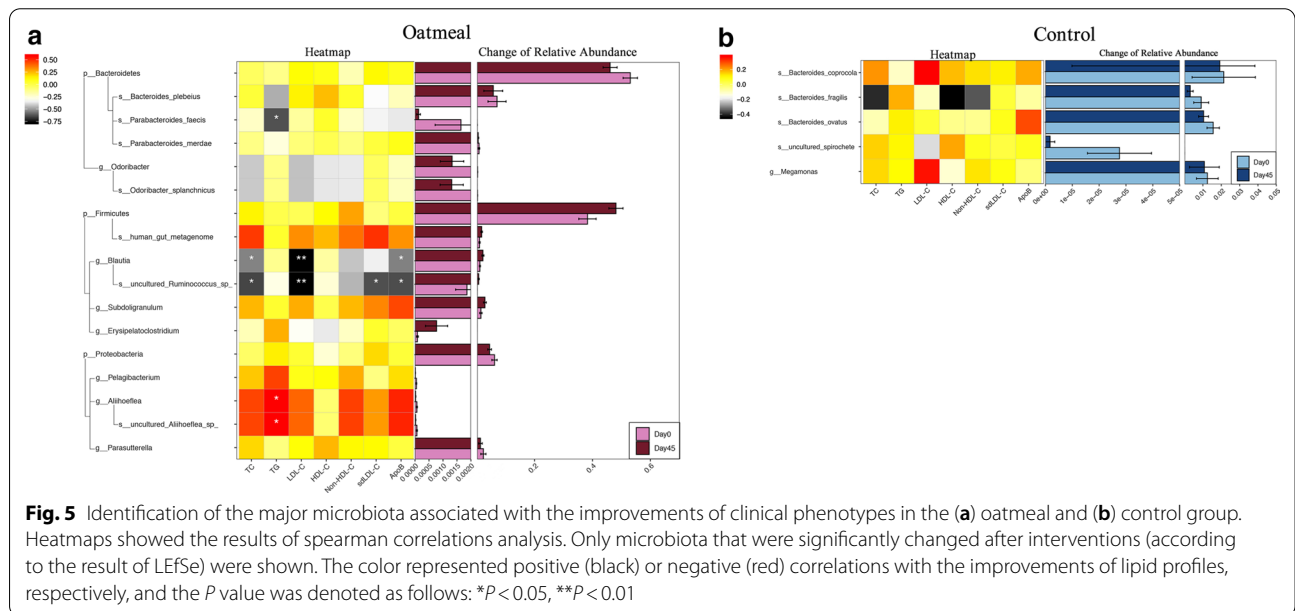 a
Oatmeal
Heatmap
Change of Relative Abundance
0.50
0.25
0.00
-0.25
-0.50
-0.75
p__Bacteroidetes
s__Bacteroides_plebeius
s__Parabacteroides_faecis
*
s__Parabacteroides_merdae
g__Odoribacter
s__Odoribacter_splanchnicus
p__Firmicutes
s__human_gut_metagenome
g__Blautia
* ** *
s__uncultured_Ruminococcus_sp_
* ** * *
g__Subdoligranulum
g__Erysipelatoclostridium
p__Proteobacteria
g__Pelagibacterium
g__Aliihoeflea
*
s__uncultured_Aliihoeflea_sp_
*
g__Parasutterella
Day0
Day45
TC TG LDL-C HDL-C Non-HDL-C sdLDL-C ApoB
0.0000 0.0005 0.0010 0.0015 0.0020
0.2 0.4 0.6
b
Control
Heatmap
Change of Relative Abundance
0.2
0.0
-0.2
-0.4
s__Bacteroides_coprocola
s__Bacteroides_fragilis
s__Bacteroides_ovatus
s__uncultured_spirochete
g__Megamonas
Day0
Day45
TC TG LDL-C HDL-C Non-HDL-C sdLDL-C ApoB
0e+00 1e-05 2e-05 3e-05 4e-05 5e-05
0.01 0.02 0.03 0.04 0.05
Fig. 5 Identification of the major microbiota associated with the improvements of clinical phenotypes in the (a) oatmeal and (b) control group.
Heatmaps showed the results of spearman correlations analysis. Only microbiota that were significantly changed after interventions (according
to the result of LEfSe) were shown. The color represented positive (black) or negative (red) correlations with the improvements of lipid profiles,
respectively, and the P value was denoted as follows: *P < 0.05, **P < 0.01